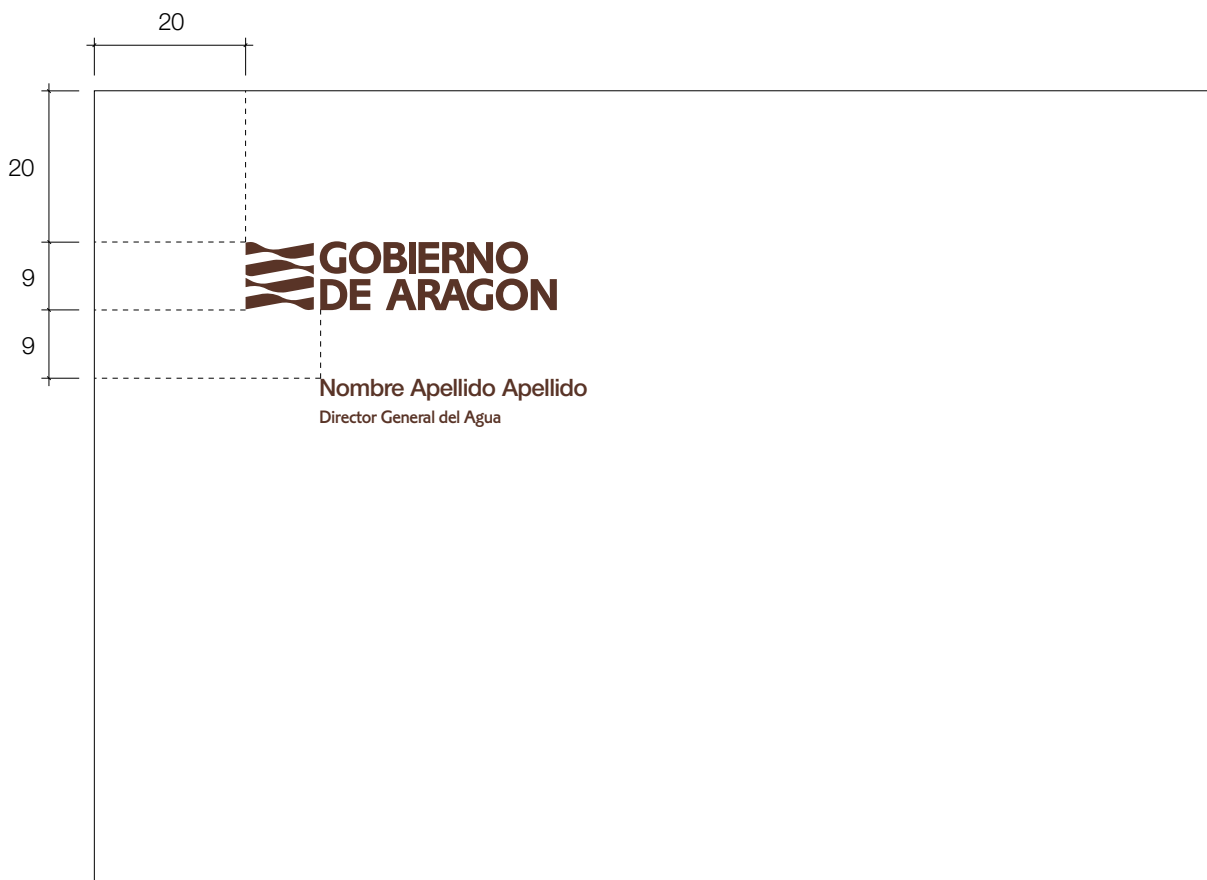 20
20
9
9
GOBIERNO
DE ARAGON
Nombre Apellido Apellido
Director General del Agua